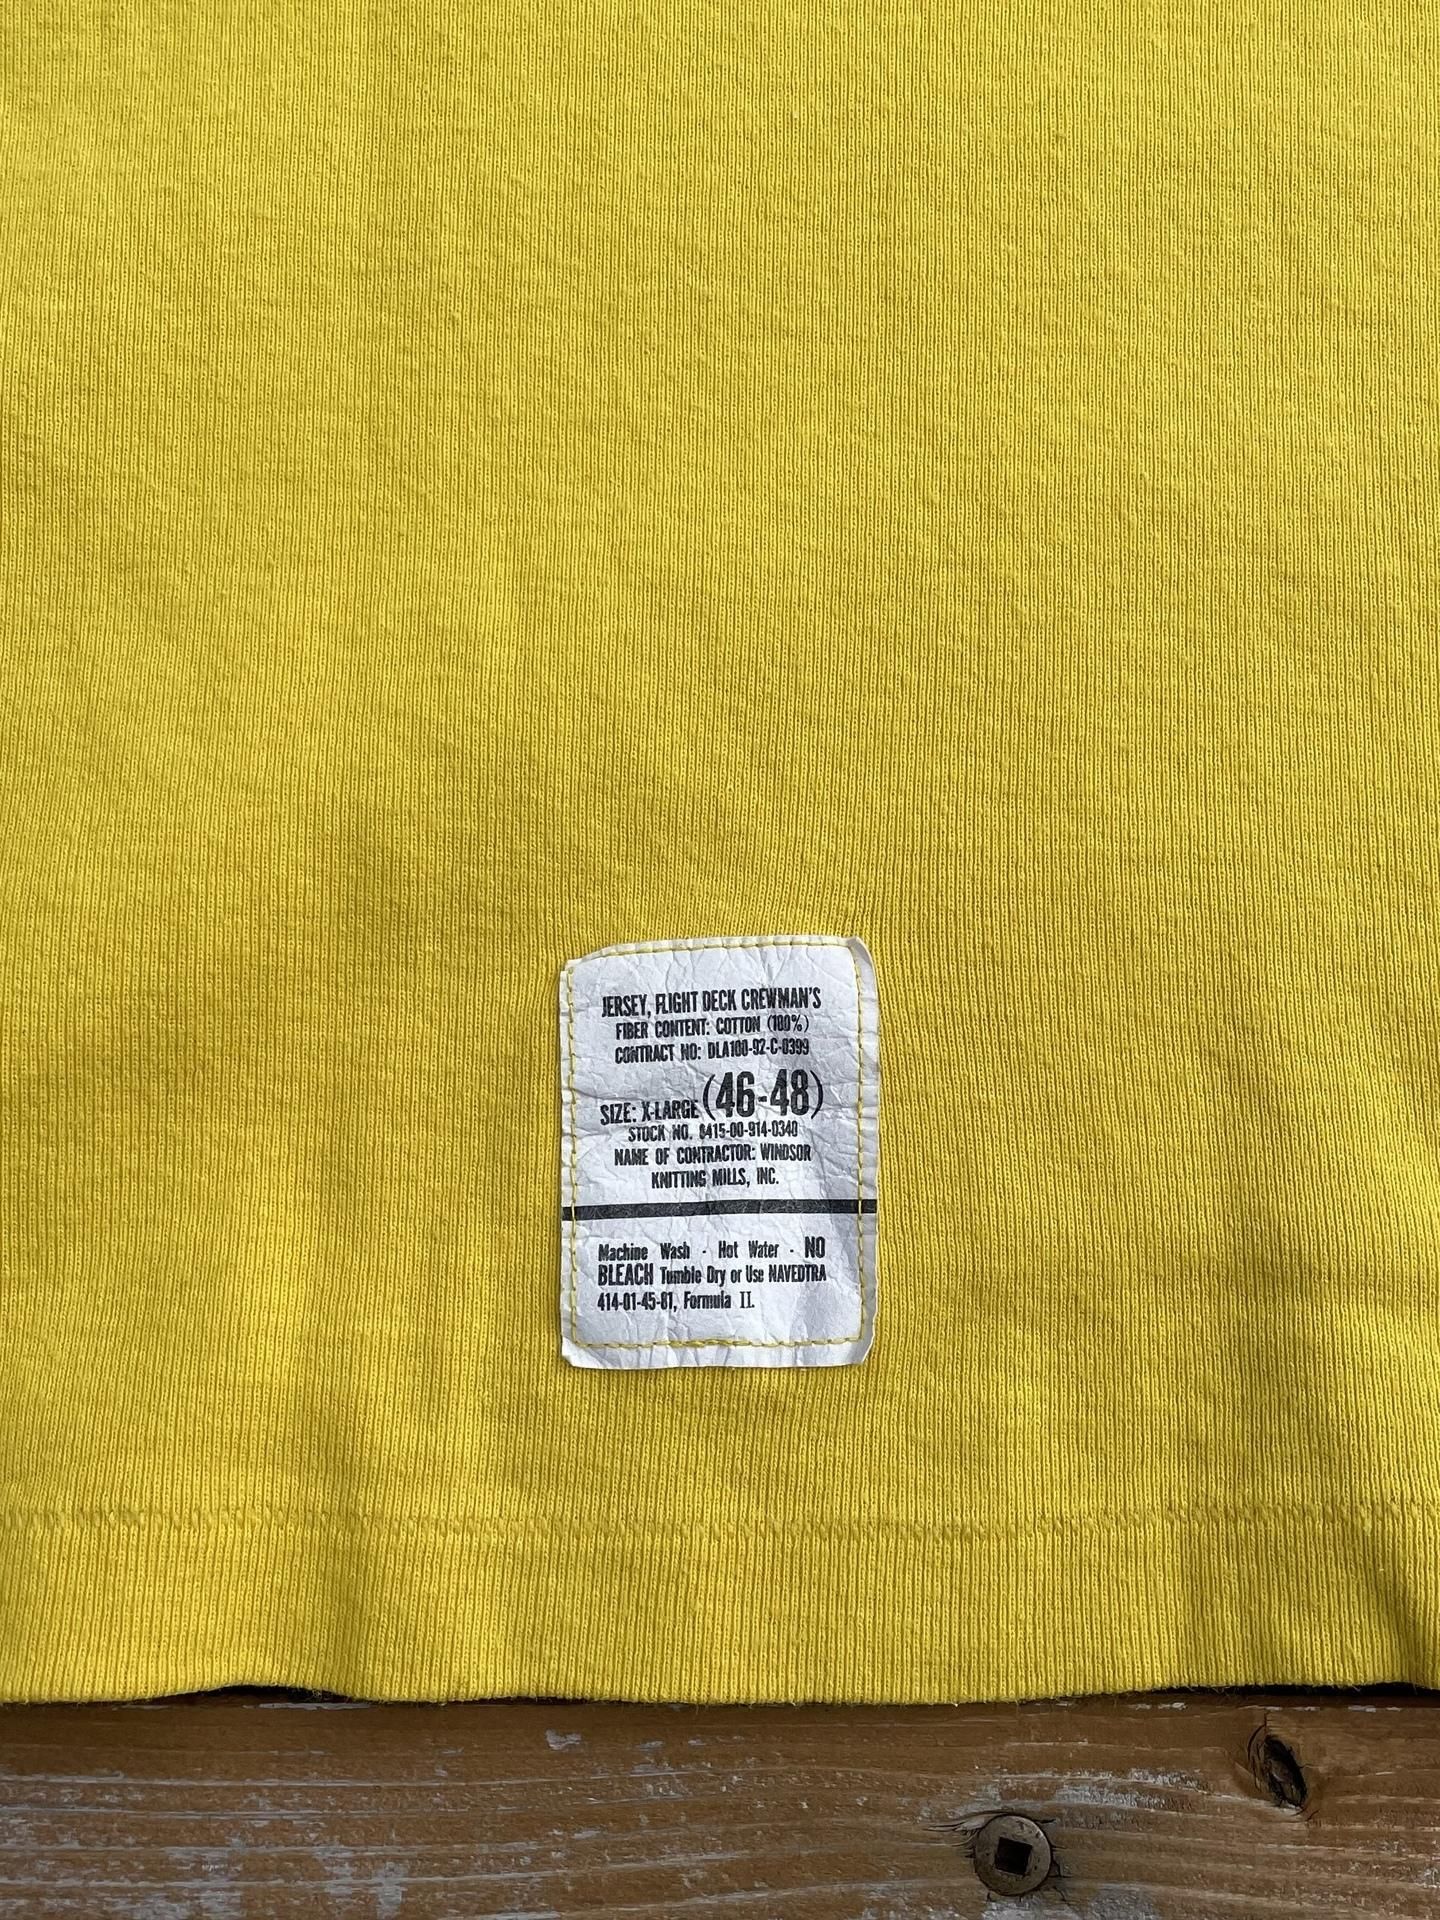 JERSEY, FLIGHT DECK CREWMAN'S
FIBER CONTENT: COTTON (100%)
CONTRACT NO: DLA100-92-C-0399
SIZE: X-LARGE (46-48)
STOCK NO. 8415-00-914-0340
NAME OF CONTRACTOR: WINDSOR
KNITTING MILLS, INC.
Machine Wash - Hot Water - NO
BLEACH Tumble Dry or Use NAVEDTRA
414-01-45-81, Formula II.